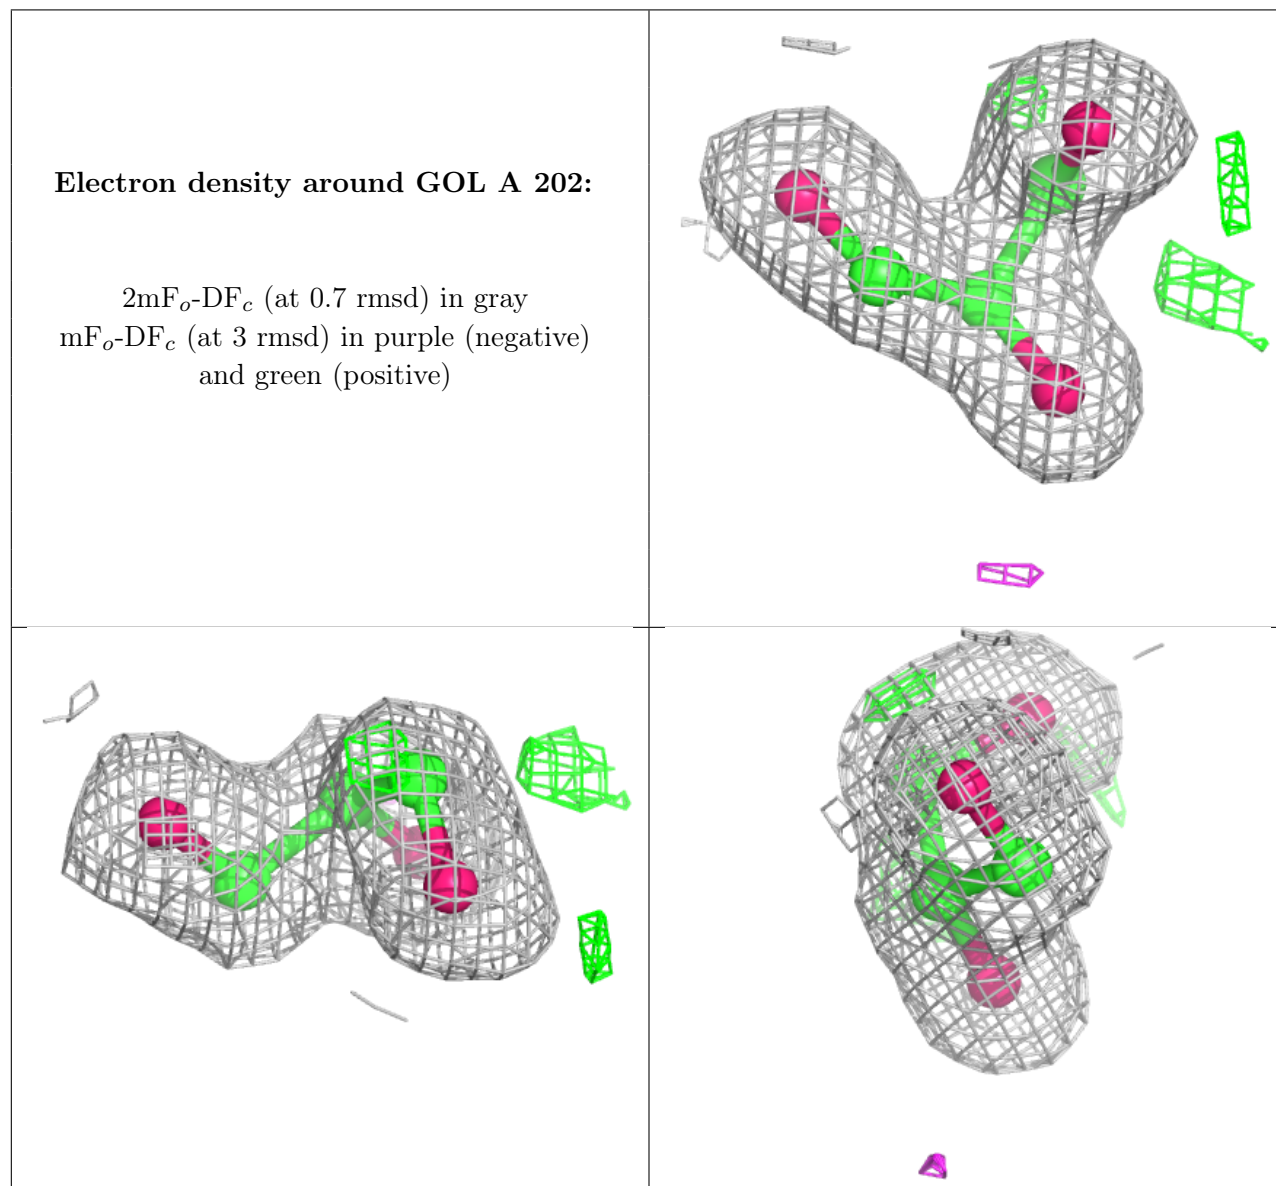 Electron density around GOL A 202:
2mFₒ-DF𝒸 (at 0.7 rmsd) in gray
mFₒ-DF𝒸 (at 3 rmsd) in purple (negative)
and green (positive)